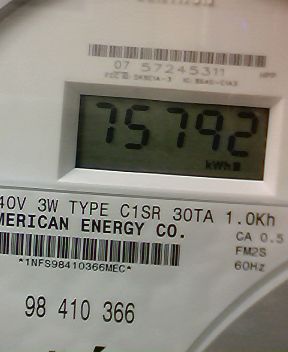 07 57245311
75792
kWh
40V 3W TYPE C1SR 30TA 1.0Kh
MERICAN ENERGY CO.
CA 0.5
FM2S
60Hz
*1NFS98410366MEC*
98 410 366